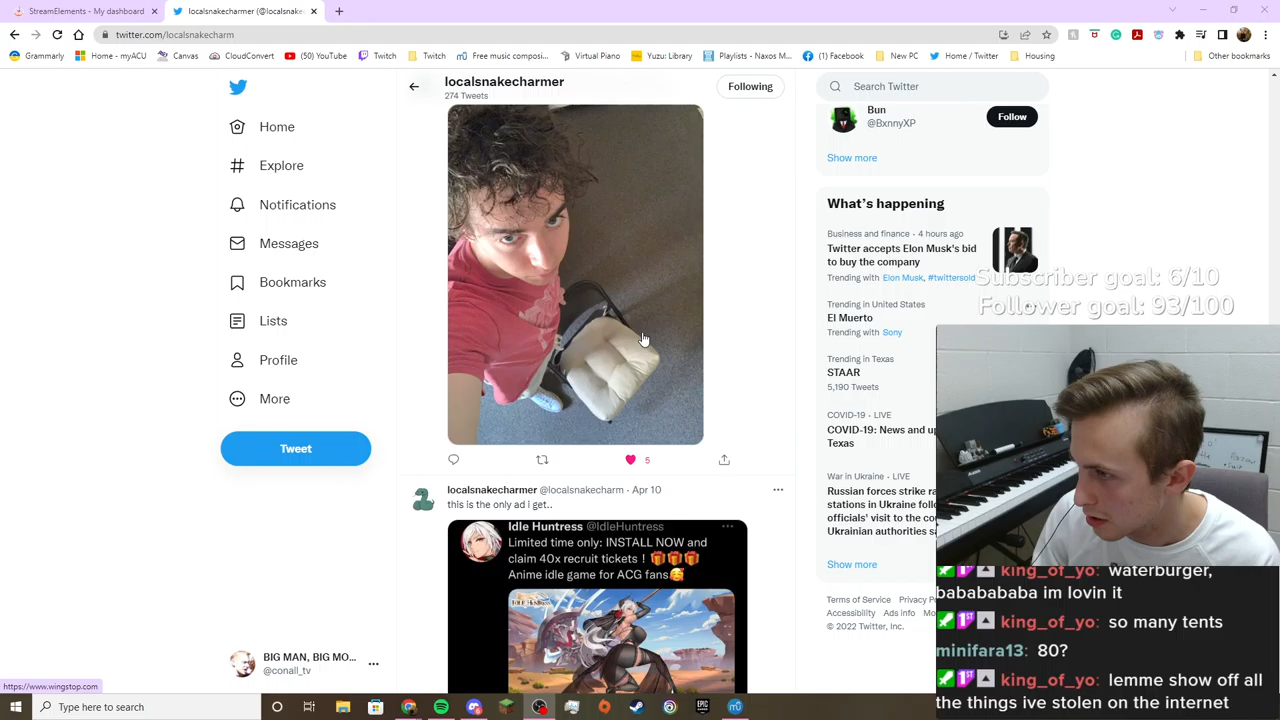 StreamElements - My dashboard
localsnakecharmer (@localsnake
twitter.com/localsnakecharm
Grammarly
Home • myACU
Canvas
CloudConvert
(50) YouTube
Twitch
Twitch
Free music composi...
Virtual Piano
Yuzu: Library
Playlists - Naxos M...
(1) Facebook
New PC
Home / Twitter
Housing
Other bookmarks
localsnakecharmer
274 Tweets
Following
Home
Explore
Notifications
Messages
Bookmarks
Lists
Profile
More
Tweet
BIG MAN, BIG MO...
@conall_tv
https://www.wingstop.com
5
localsnakecharmer @localsnakecharm • Apr 10
this is the only ad i get..
Idle Huntress @IdleHuntress
Limited time only: INSTALL NOW and
claim 40x recruit tickets ! 🎁🎁🎁
Anime idle game for ACG fans🥰
IDLE HUNTRESS
Search Twitter
Bun
@BxnnyXP
Follow
Show more
What's happening
Business and finance • 4 hours ago
Twitter accepts Elon Musk's bid
to buy the company
Trending with Elon Musk, #twittersold
Subscriber goal: 6/10
Follower goal: 93/100
Trending in United States
El Muerto
Trending with Sony
Trending in Texas
STAAR
5,190 Tweets
COVID-19 • LIVE
COVID-19: News and up
Texas
War in Ukraine • LIVE
Russian forces strike ra
stations in Ukraine follo
officials' visit to the co
Ukrainian authorities sa
Show more
Terms of Service Privacy Po
Accessibility Ads info Mo
© 2022 Twitter, Inc.
king_of_yo: waterburger,
babababababa im lovin it
king_of_yo: so many tents
minifara13: 80?
king_of_yo: lemme show off all
the things ive stolen on the internet
Type here to search